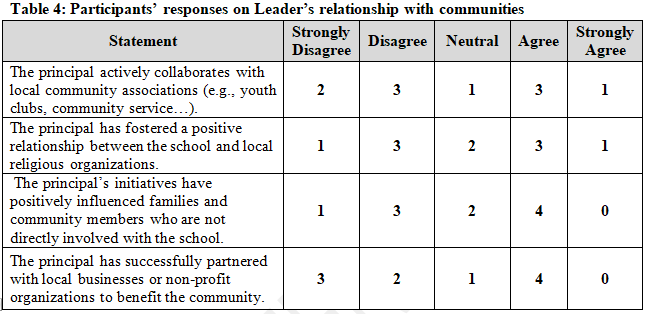 Table 4: Participants’ responses on Leader’s relationship with communities
Statement Strongly Disagree Disagree Neutral Agree Strongly Agree
The principal actively collaborates with
local community associations (e.g., youth
clubs, community service…).
2 3 1 3 1
The principal has fostered a positive
relationship between the school and local
religious organizations.
1 3 2 3 1
The principal’s initiatives have
positively influenced families and
community members who are not
directly involved with the school.
1 3 2 4 0
The principal has successfully partnered
with local businesses or non-profit
organizations to benefit the community.
3 2 1 4 0